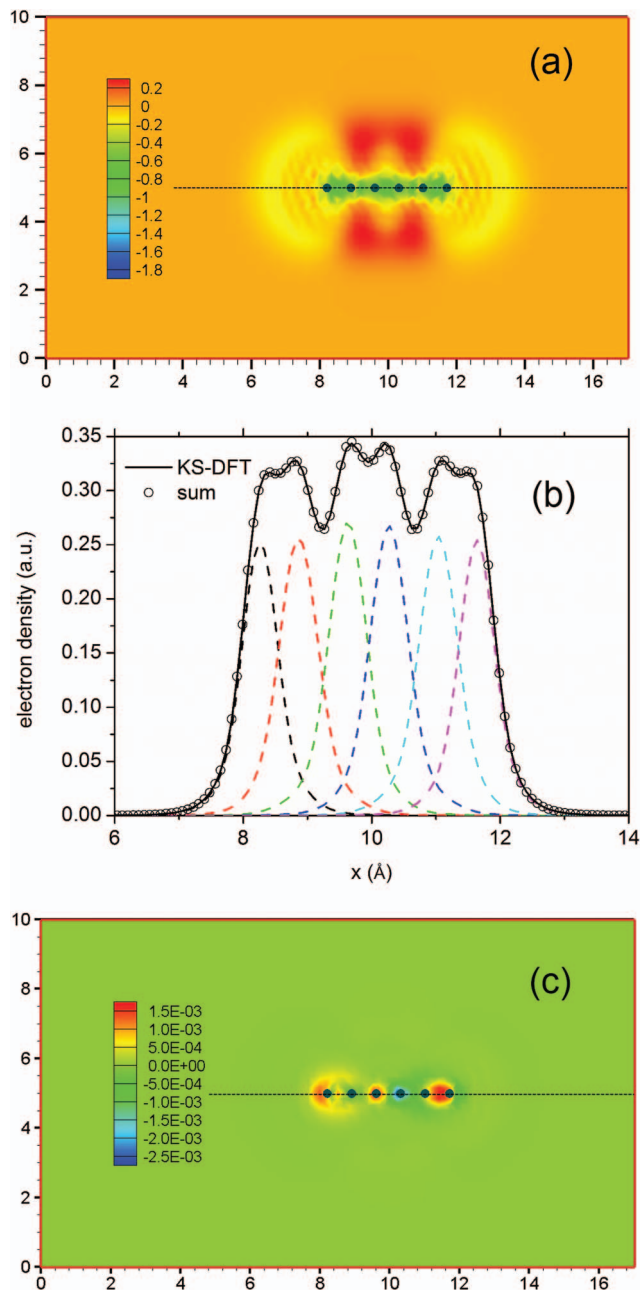 10
8
6
4
2
0
0 2 4 6 8 10 12 14 16
0.2
0
-0.2
-0.4
-0.6
-0.8
-1
-1.2
-1.4
-1.6
-1.8
(a)
0.35
0.30
0.25
0.20
0.15
0.10
0.05
0.00
electron density (a.u.)
KS-DFT
sum
(b)
6 8 10 12 14
x (Å)
10
8
6
4
2
0
1.5E-03
1.0E-03
5.0E-04
0.0E+00
-5.0E-04
-1.0E-03
-1.5E-03
-2.0E-03
-2.5E-03
(c)
0 2 4 6 8 10 12 14 16